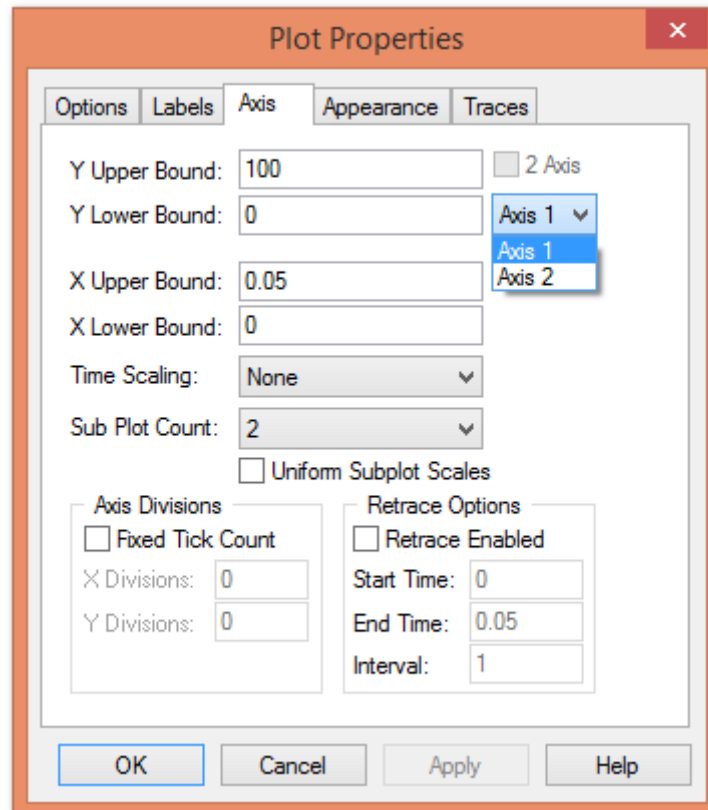 Plot Properties
Options Labels Axis Appearance Traces
Y Upper Bound: 100 2 Axis
Y Lower Bound: 0 Axis 1
Axis 1
X Upper Bound: 0.05 Axis 2
X Lower Bound: 0
Time Scaling: None
Sub Plot Count: 2
Uniform Subplot Scales
Axis Divisions Retrace Options
Fixed Tick Count Retrace Enabled
X Divisions: 0 Start Time: 0
Y Divisions: 0 End Time: 0.05
Interval: 1
OK Cancel Apply Help